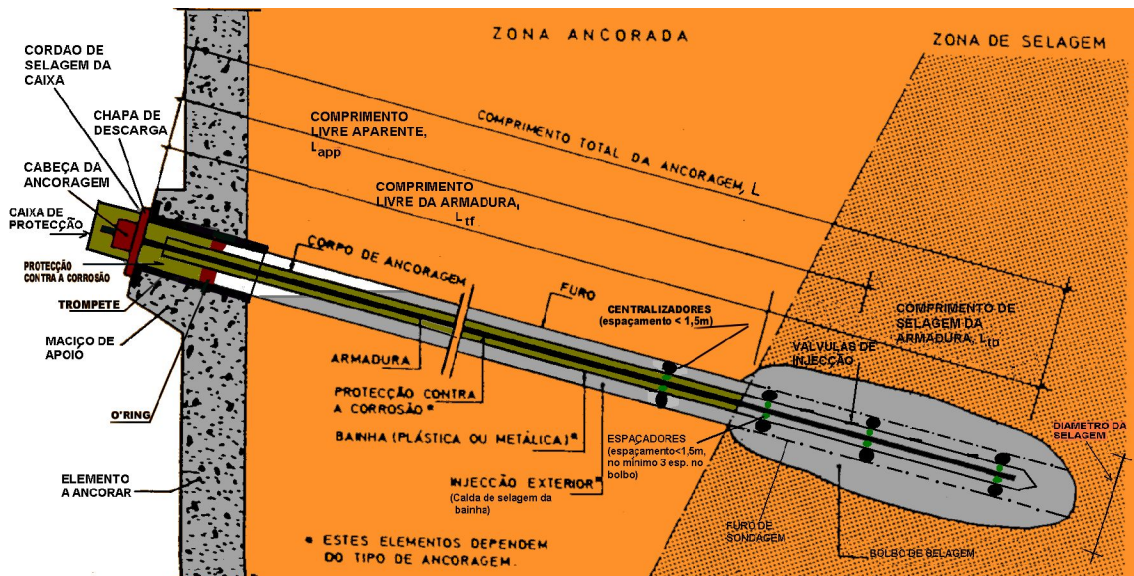 ZONA ANCORADA
ZONA DE SELAGEM
CORDAO DE
SELAGEM DA
CAIXA
CHAPA DE
DESCARGA
CABEÇA DA
ANCORAGEM
CAIXA DE
PROTECÇÃO
PROTECÇÃO
CONTRA A CORROSÃO
TROMPETE
MACIÇO DE
APOIO
O'RING
ELEMENTO
A ANCORAR
COMPRIMENTO
LIVRE APARENTE,
Lapp
COMPRIMENTO TOTAL DA ANCORAGEM, L
COMPRIMENTO
LIVRE DA ARMADURA,
Ltf
CORPO DE ANCORAGEM
FURO
CENTRALIZADORES
(espaçamento < 1,5m)
COMPRIMENTO DE
SELAGEM DA
ARMADURA, Ltb
VALVULAS DE
INJECÇÃO
ARMADURA
PROTECÇÃO CONTRA
A CORROSÃO*
BAINHA (PLÁSTICA OU METÁLICA)*
INJECÇÃO EXTERIOR*
(Calda de selagem da
bainha)
ESPAÇADORES
(espaçamento<1,5m,
no mínimo 3 esp. no
bolbo)
DIAMETRO DA
SELAGEM
FURO DE
SONDAGEM
BOLBO DE SELAGEM
* ESTES ELEMENTOS DEPENDEM
DO TIPO DE ANCORAGEM.